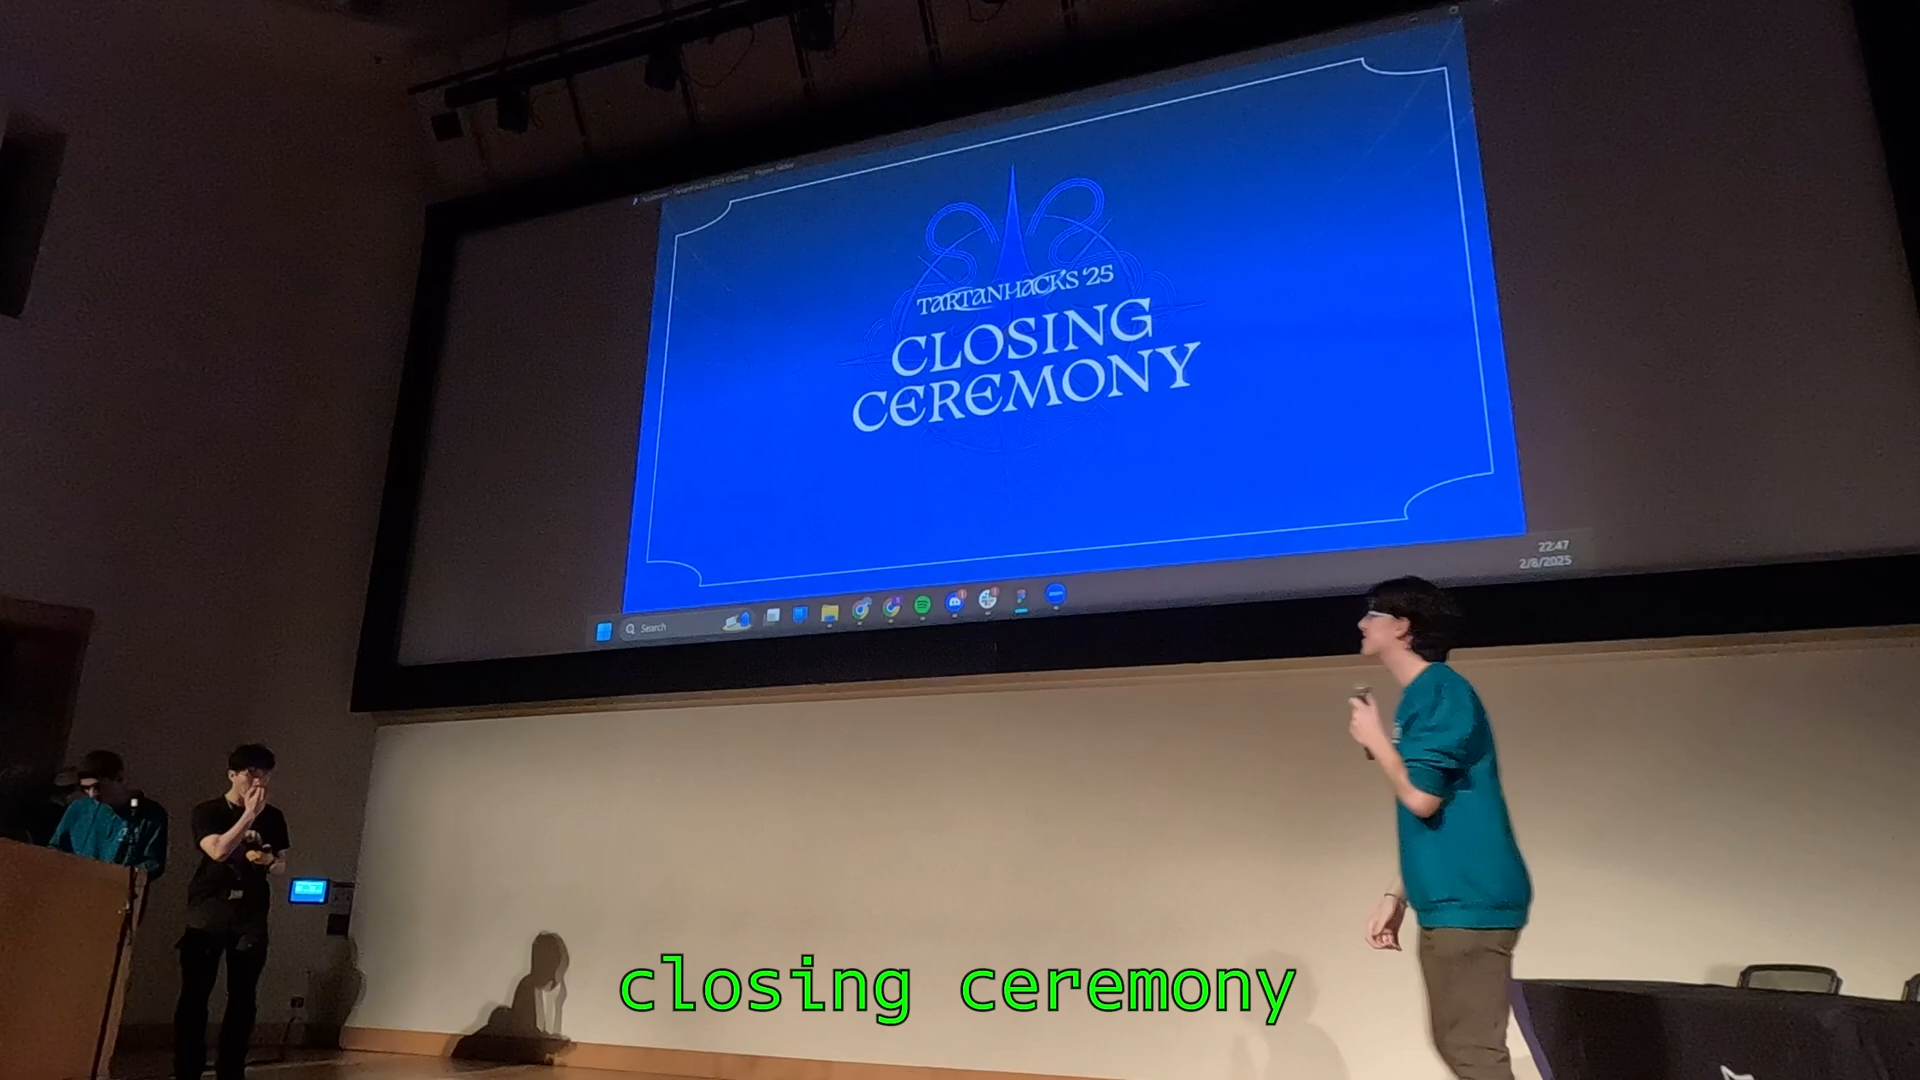 TARTANHACKS '25
CLOSING
CEREMONY
22:47
2/8/2025
Search
closing ceremony